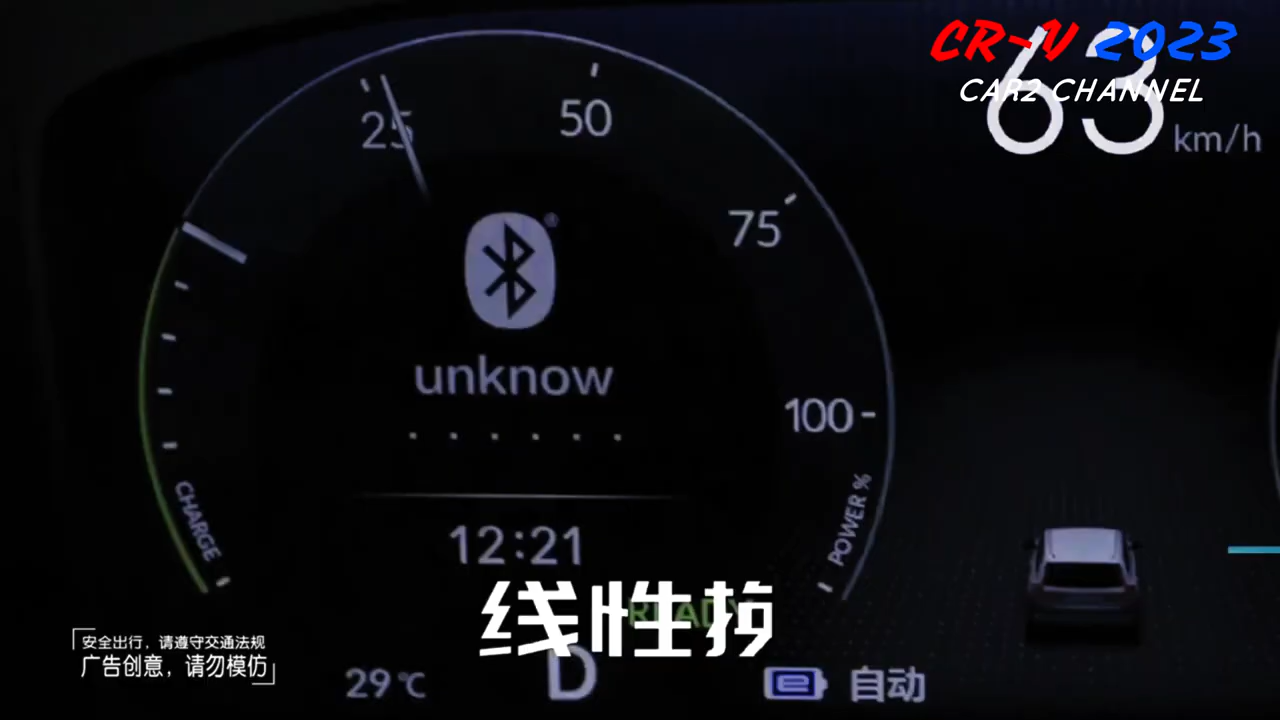 CR-V 2023
CAR2 CHANNEL
63 km/h
25
50
75
100
unknow
CHARGE
POWER %
12:21
READY
线性按
安全出行，请遵守交通法规
广告创意，请勿模仿
D
29℃
自动